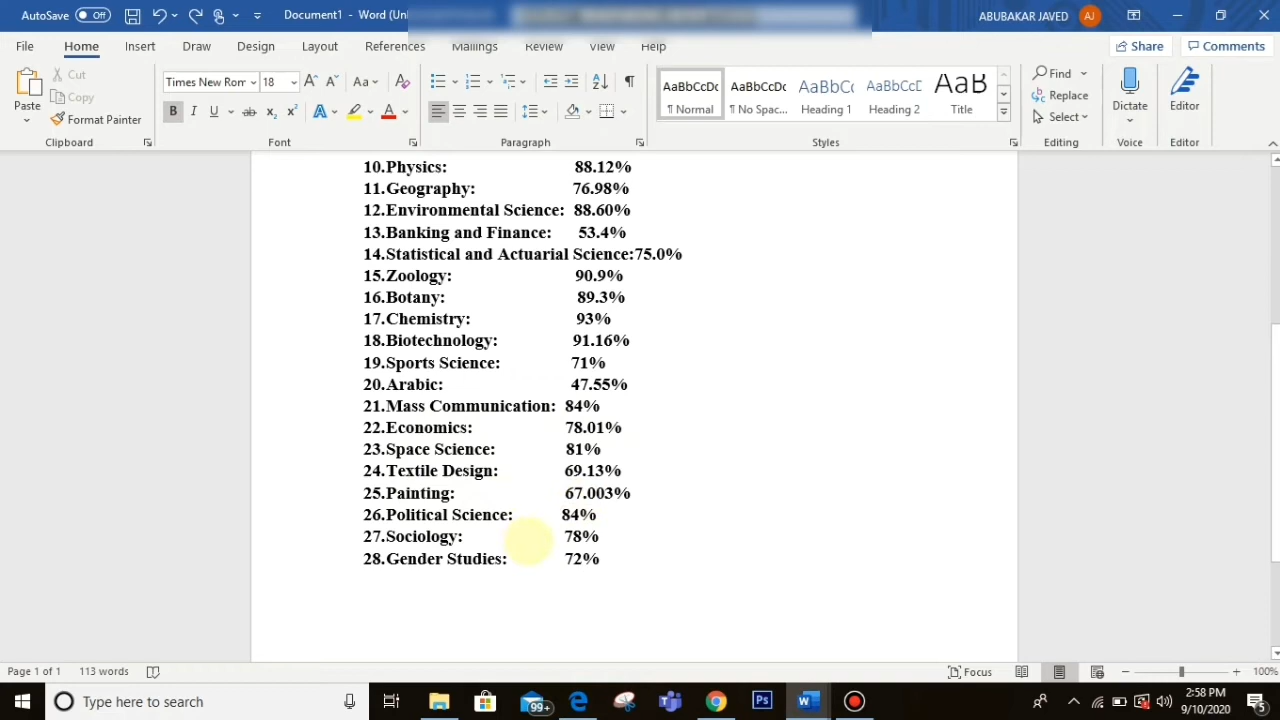 AutoSave Off Document1 - Word ABUBAKAR JAVED AJ
File Home Insert Draw Design Layout References Mailings Review View Help Share Comments
Paste Cut Copy Format Painter
Times New Rom 18
B I U ab x₂ x² A A Aa
AaBbCcDc AaBbCcDc AaBbCc AaBbCcE AaB
¶ Normal ¶ No Spac... Heading 1 Heading 2 Title
Find Replace Select
Dictate Editor
Clipboard Font Paragraph Styles Editing Voice Editor
10.Physics: 88.12%
11.Geography: 76.98%
12.Environmental Science: 88.60%
13.Banking and Finance: 53.4%
14.Statistical and Actuarial Science:75.0%
15.Zoology: 90.9%
16.Botany: 89.3%
17.Chemistry: 93%
18.Biotechnology: 91.16%
19.Sports Science: 71%
20.Arabic: 47.55%
21.Mass Communication: 84%
22.Economics: 78.01%
23.Space Science: 81%
24.Textile Design: 69.13%
25.Painting: 67.003%
26.Political Science: 84%
27.Sociology: 78%
28.Gender Studies: 72%
Page 1 of 1 113 words Focus 100%
Type here to search 99+ Ps 2:58 PM
9/10/2020 5